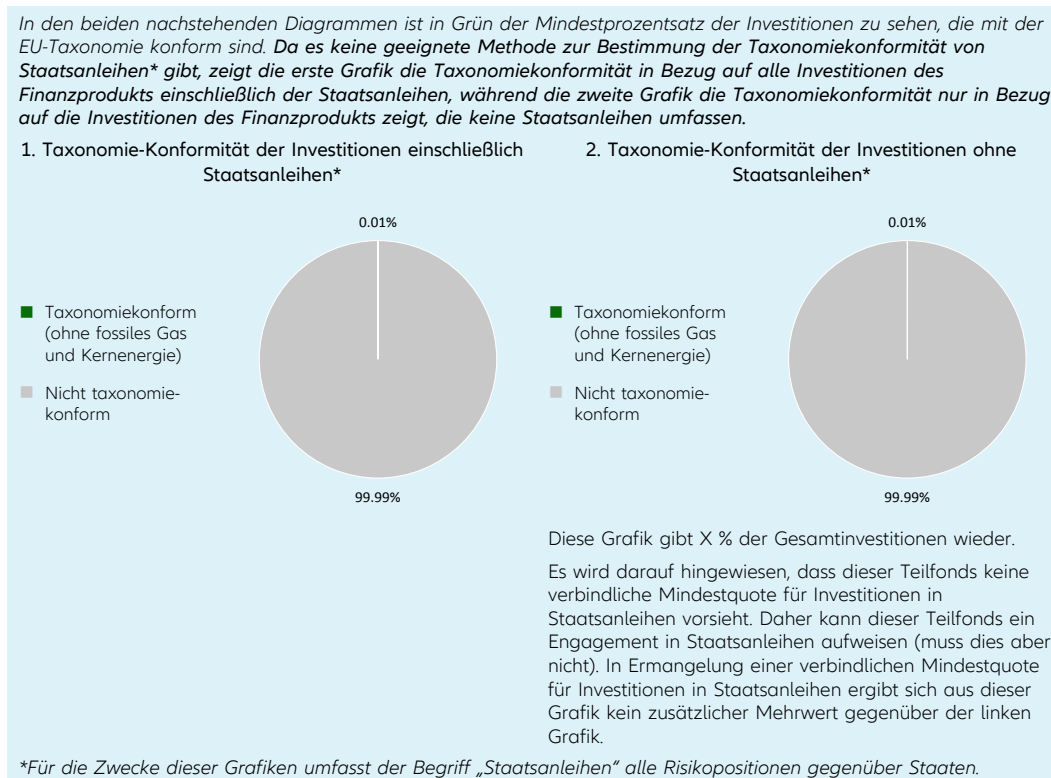 In den beiden nachstehenden Diagrammen ist in Grün der Mindestprozentsatz der Investitionen zu sehen, die mit der
EU-Taxonomie konform sind. Da es keine geeignete Methode zur Bestimmung der Taxonomiekonformität von
Staatsanleihen* gibt, zeigt die erste Grafik die Taxonomiekonformität in Bezug auf alle Investitionen des
Finanzprodukts einschließlich der Staatsanleihen, während die zweite Grafik die Taxonomiekonformität nur in Bezug
auf die Investitionen des Finanzprodukts zeigt, die keine Staatsanleihen umfassen.
1. Taxonomie-Konformität der Investitionen einschließlich
Staatsanleihen*
0.01%
Taxonomiekonform
(ohne fossiles Gas
und Kernenergie)
Nicht taxonomie-
konform
99.99%
2. Taxonomie-Konformität der Investitionen ohne
Staatsanleihen*
0.01%
Taxonomiekonform
(ohne fossiles Gas
und Kernenergie)
Nicht taxonomie-
konform
99.99%
Diese Grafik gibt X % der Gesamtinvestitionen wieder.
Es wird darauf hingewiesen, dass dieser Teilfonds keine
verbindliche Mindestquote für Investitionen in
Staatsanleihen vorsieht. Daher kann dieser Teilfonds ein
Engagement in Staatsanleihen aufweisen (muss dies aber
nicht). In Ermangelung einer verbindlichen Mindestquote
für Investitionen in Staatsanleihen ergibt sich aus dieser
Grafik kein zusätzlicher Mehrwert gegenüber der linken
Grafik.
*Für die Zwecke dieser Grafiken umfasst der Begriff „Staatsanleihen" alle Risikopositionen gegenüber Staaten.